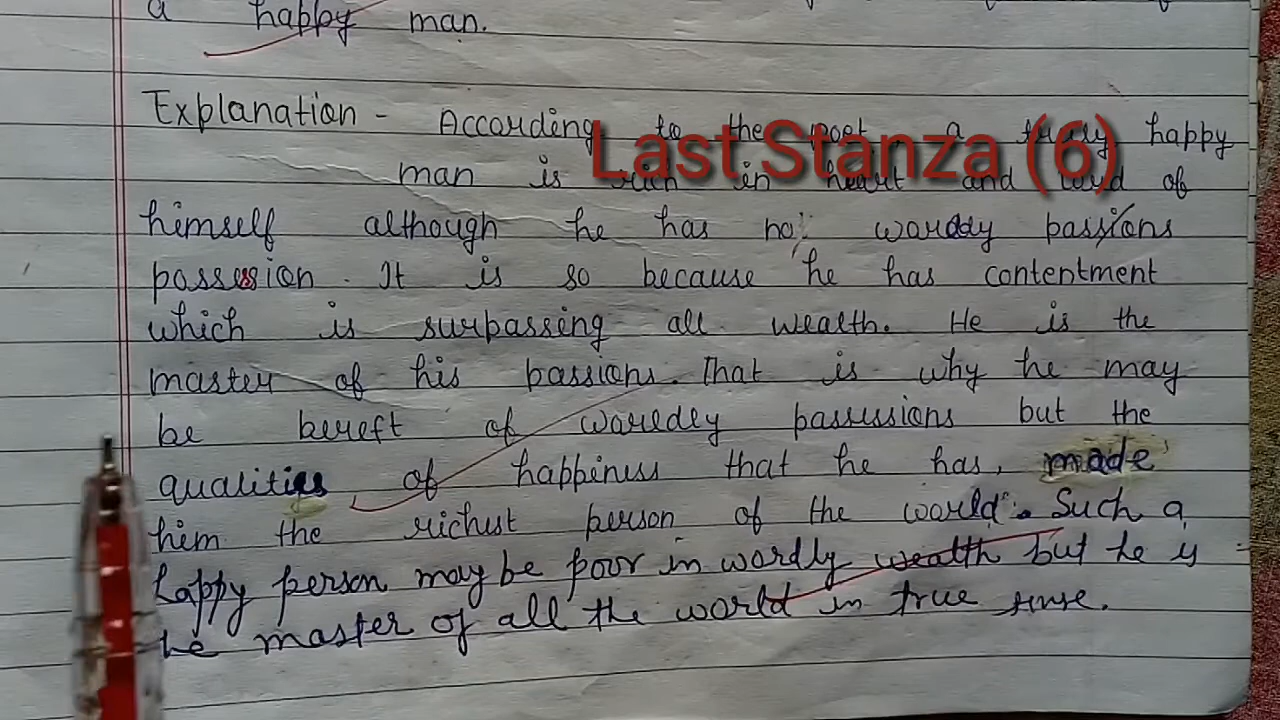 a happy man.
Explanation - According to the poet, a truly happy
Last Stanza (6)
man is rich in heart and lord of
himself although he has no wordly passions
possession. It is so because he has contentment
which is surpassing all wealth. He is the
master of his passions. That is why he may
be bereft of woredly possessions but the
qualities of happiness that he has, made
him the richest person of the world. Such a
happy person may be poor in wordly wealth but he is
the master of all the world in true sense.